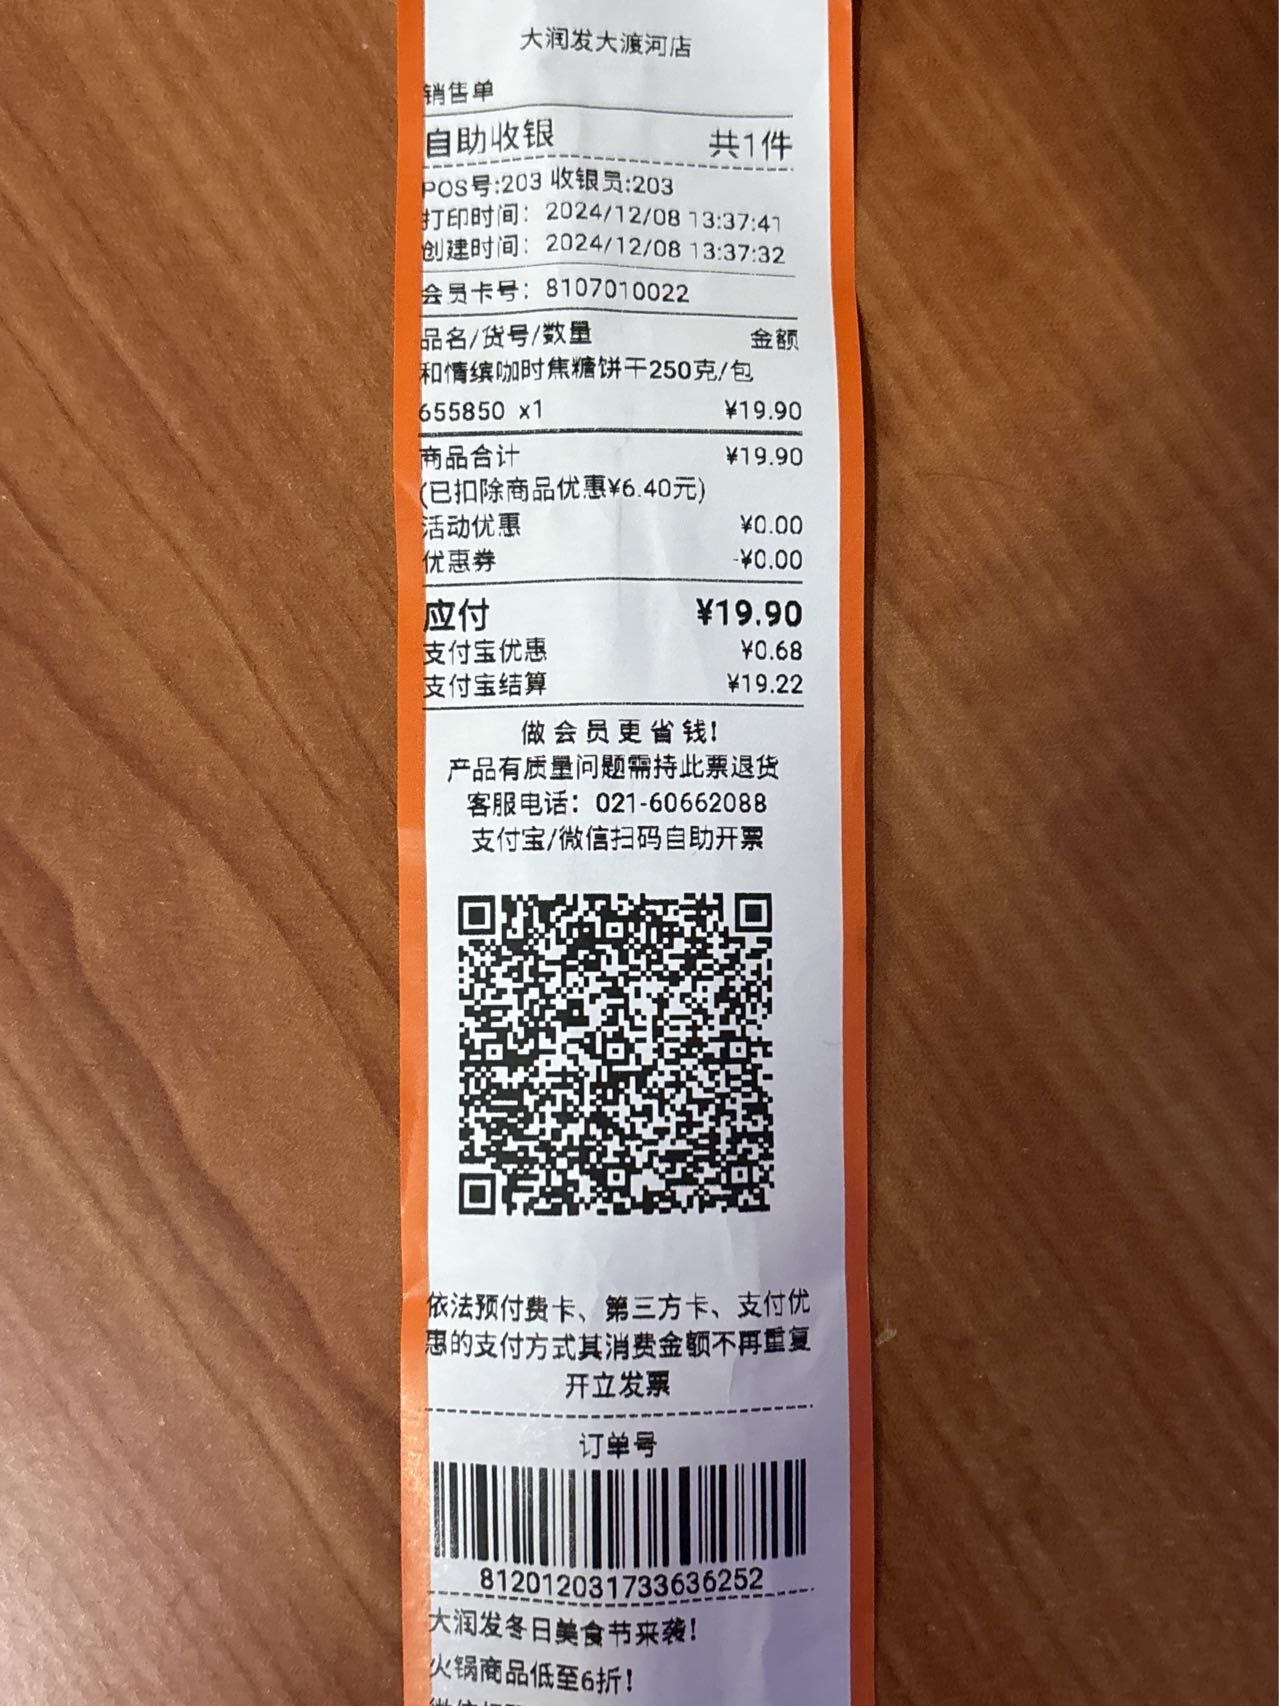 大润发大渡河店
销售单
自助收银 共1件
POS号:203 收银员:203
打印时间: 2024/12/08 13:37:41
创建时间: 2024/12/08 13:37:32
会员卡号: 8107010022
品名/货号/数量 金额
和情缤咖时焦糖饼干250克/包
655850 x1 ¥19.90
商品合计 ¥19.90
(已扣除商品优惠¥6.40元)
活动优惠 ¥0.00
优惠券 -¥0.00
应付 ¥19.90
支付宝优惠 ¥0.68
支付宝结算 ¥19.22
做会员更省钱!
产品有质量问题需持此票退货
客服电话: 021-60662088
支付宝/微信扫码自助开票
依法预付费卡、第三方卡、支付优
惠的支付方式其消费金额不再重复
开立发票
订单号
812012031733636252
大润发冬日美食节来袭!
火锅商品低至6折!